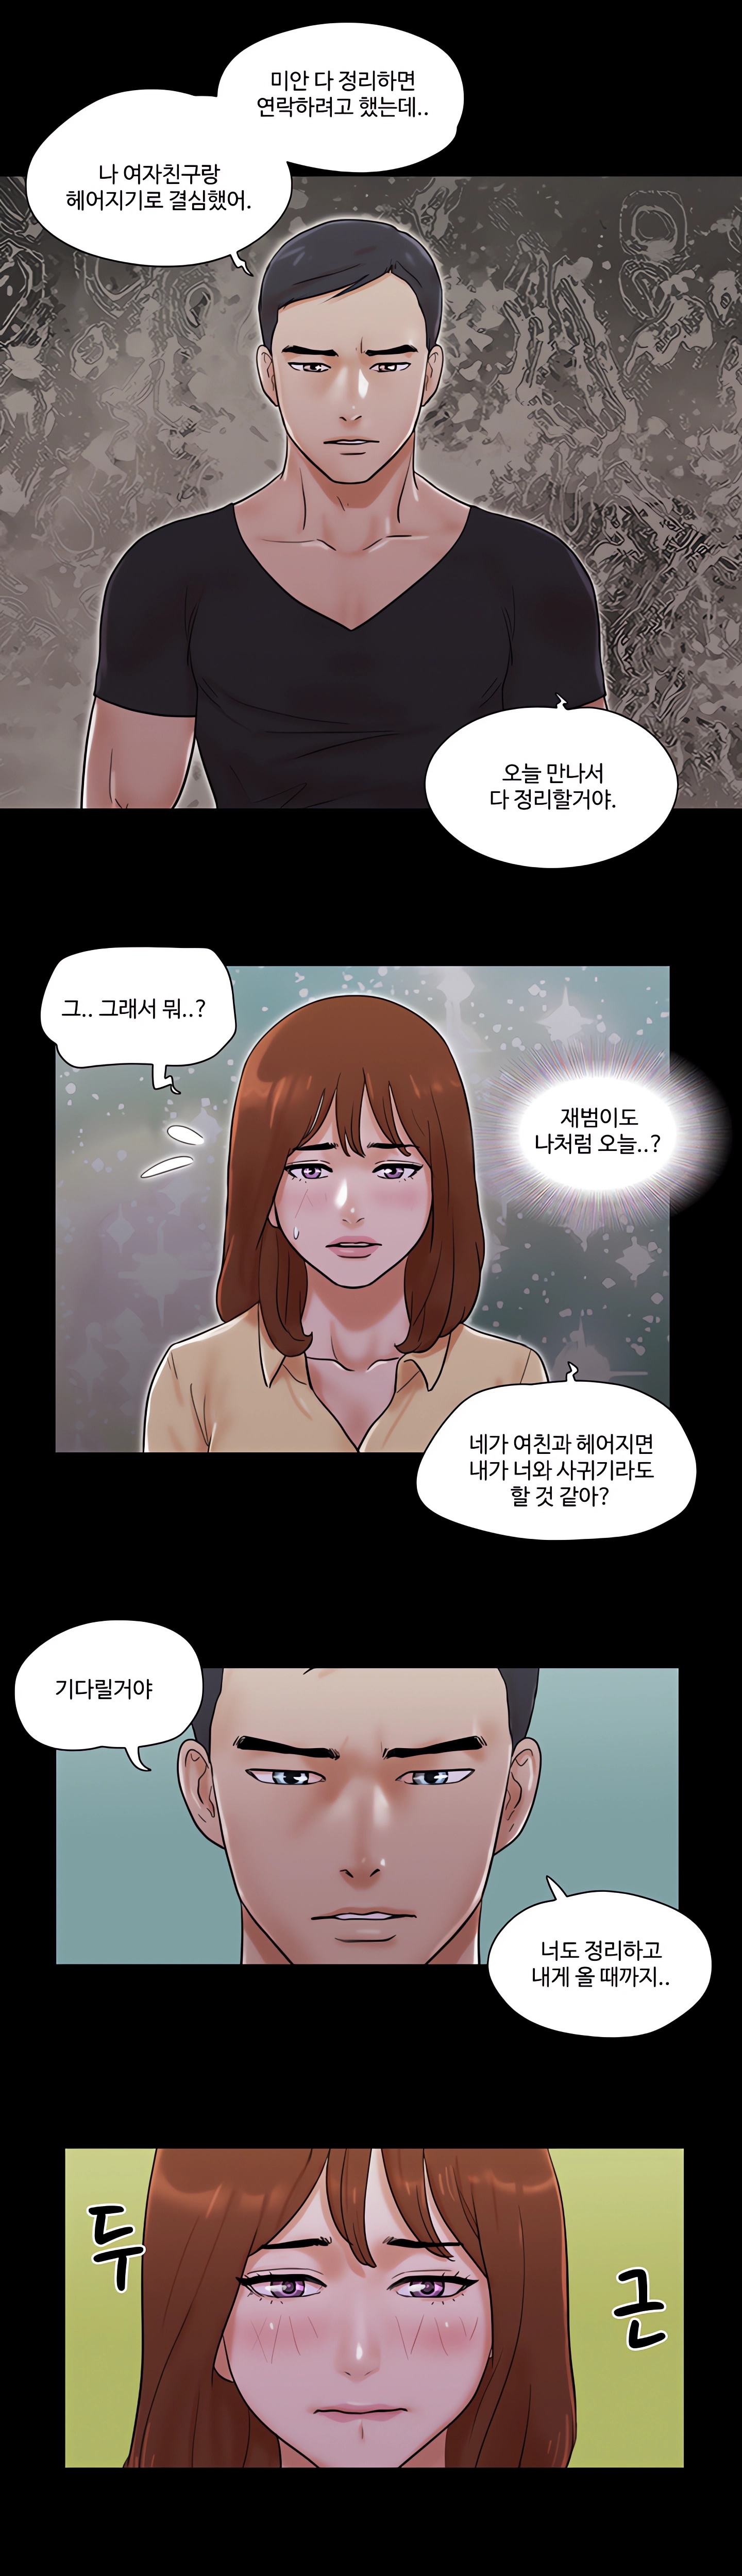 미안 다 정리하면
연락하려고 했는데..
나 여자친구랑
헤어지기로 결심했어.
오늘 만나서
다 정리할거야.
그.. 그래서 뭐..?
재범이도
나처럼 오늘..?
네가 여친과 헤어지면
내가 너와 사귀기라도
할 것 같아?
기다릴거야
너도 정리하고
내게 올 때까지..
두
근